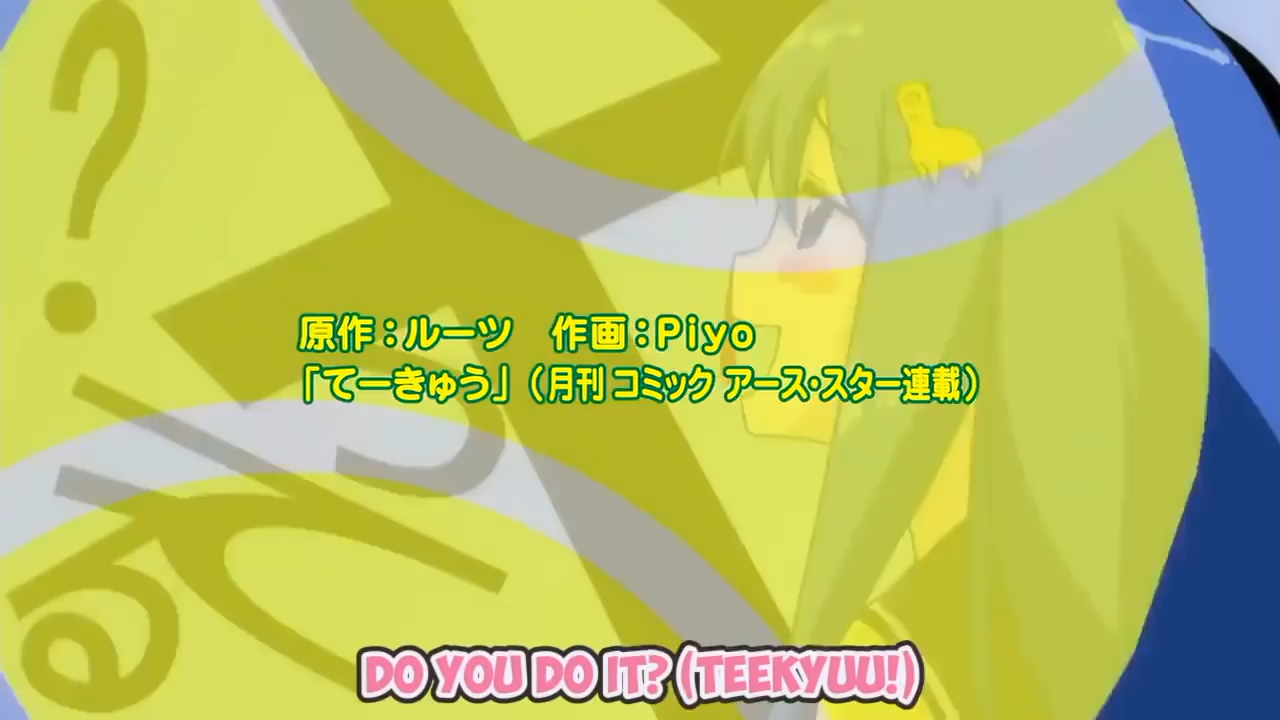 原作：ルーツ　作画：Piyo
「てーきゅう」（月刊 コミック アース・スター連載）
DO YOU DO IT? (TEEKYUU!)